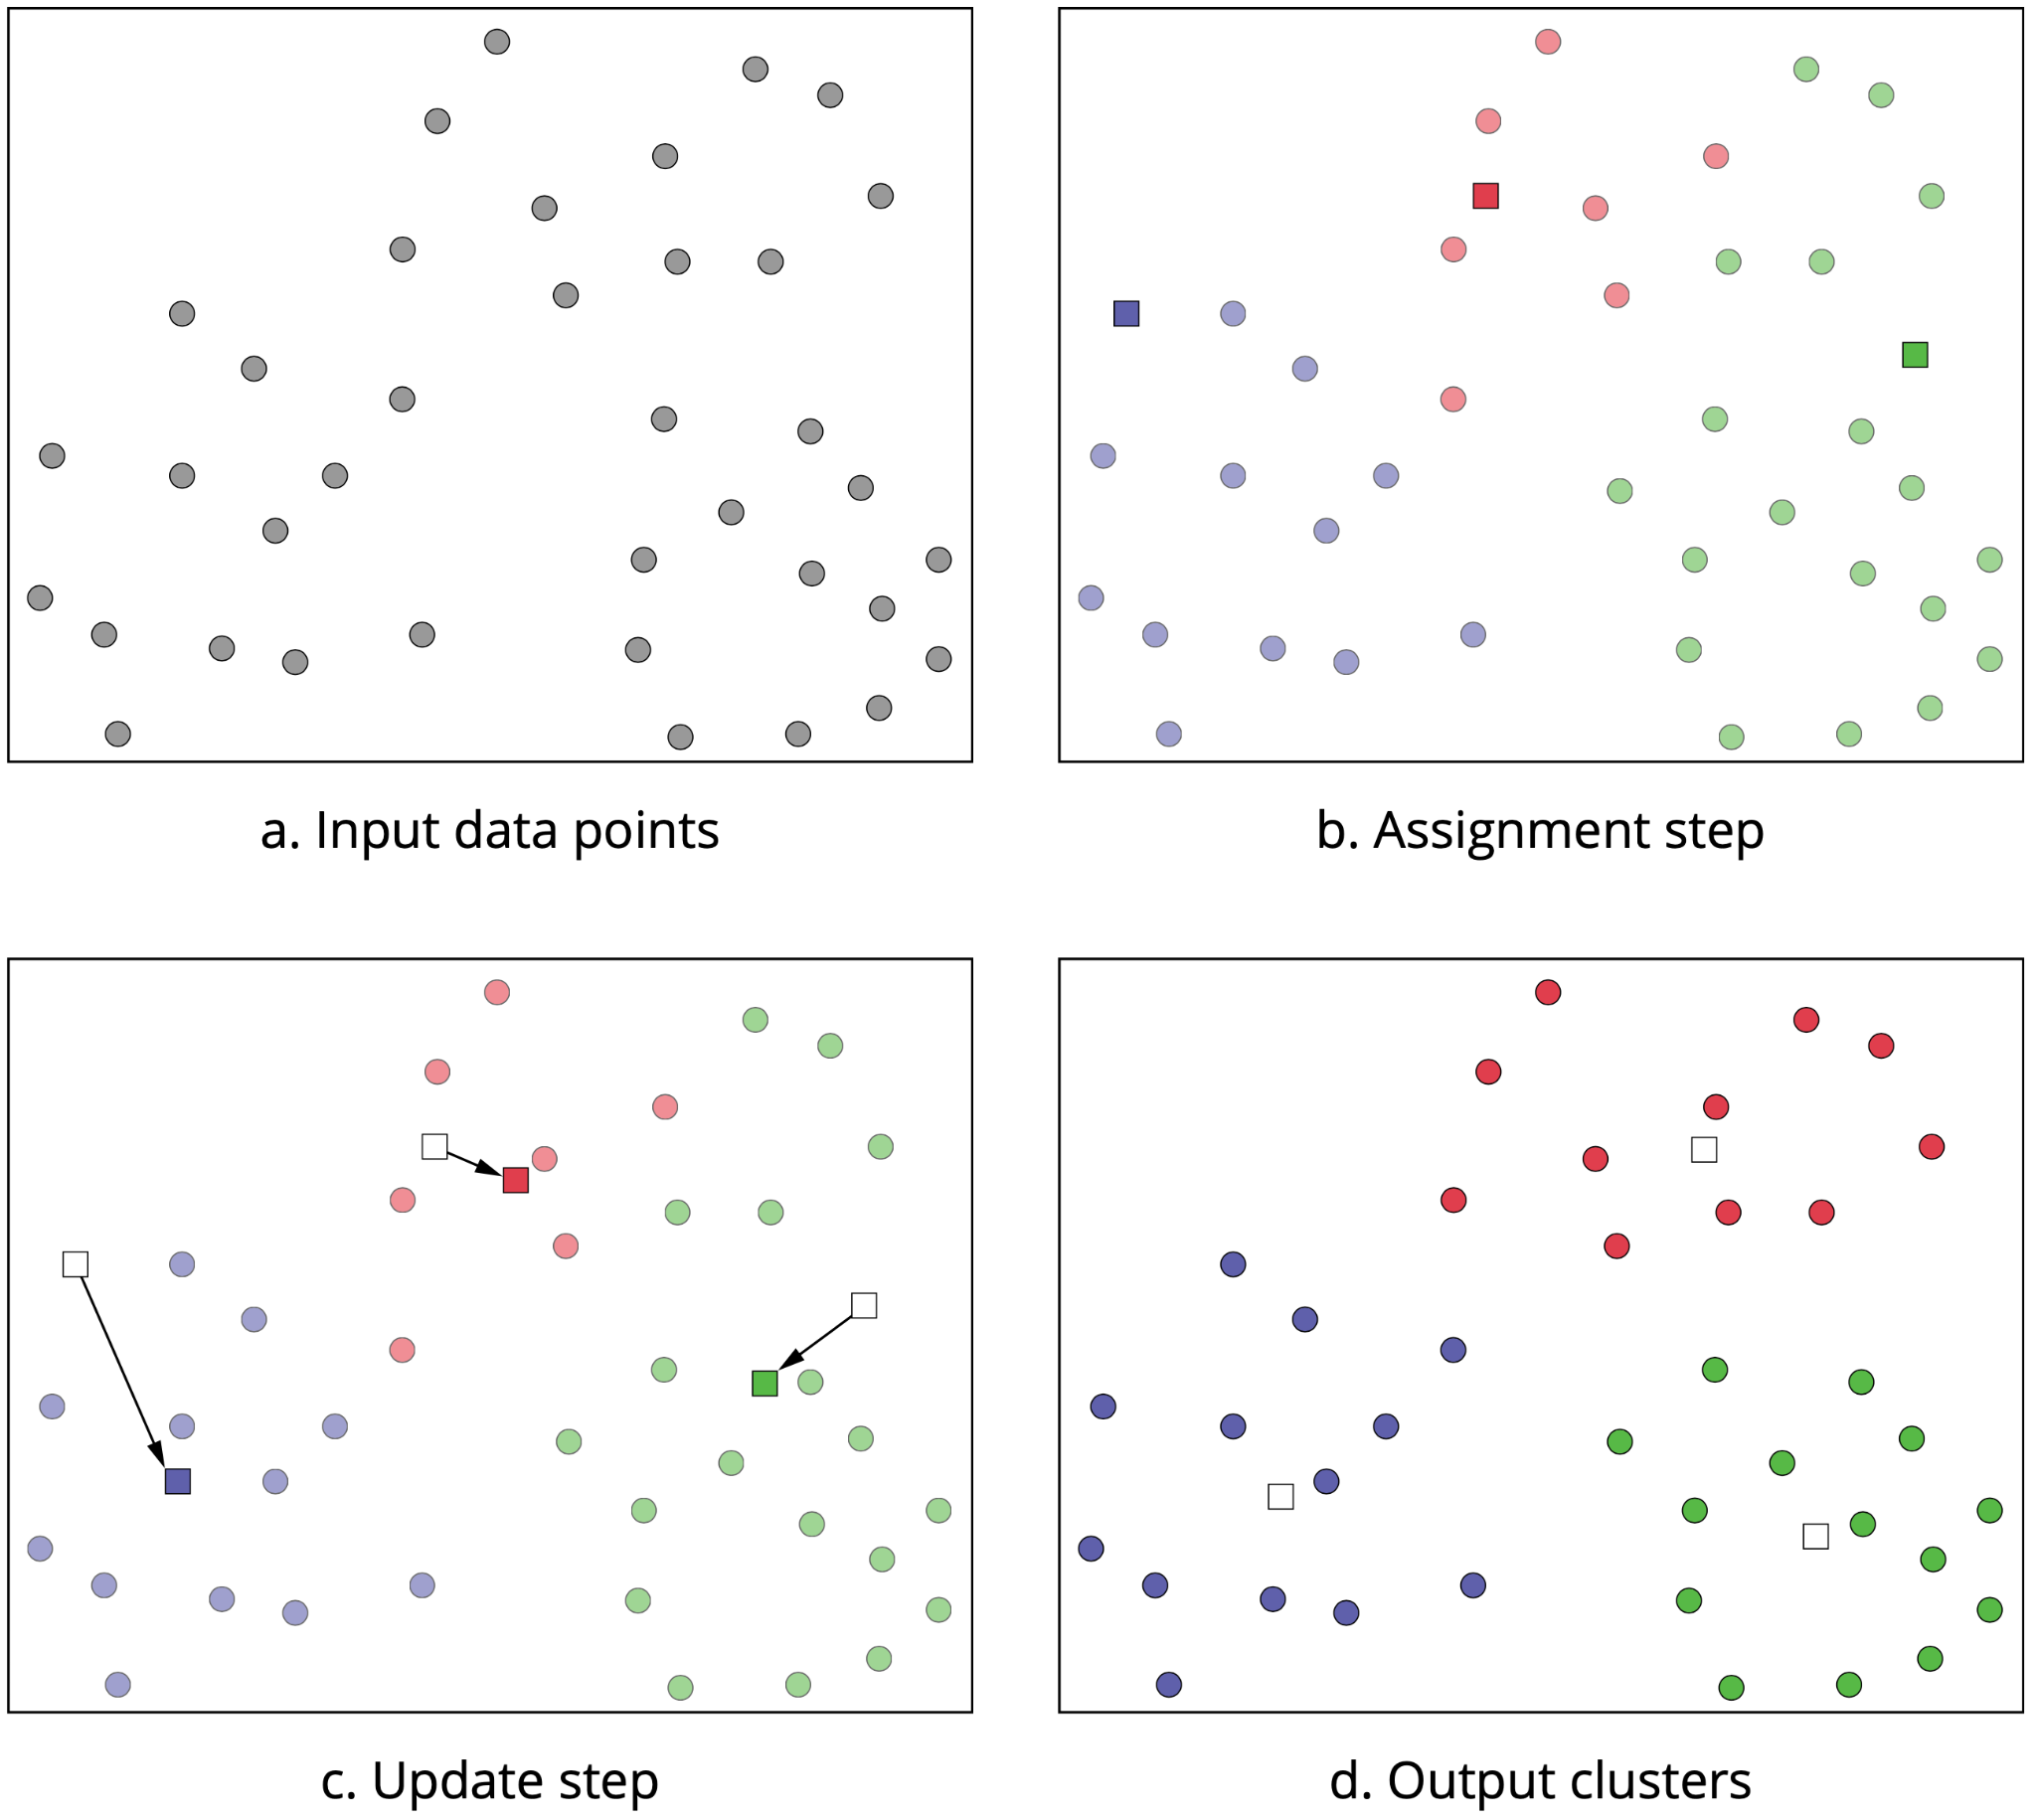 a. Input data points
b. Assignment step
c. Update step
d. Output clusters